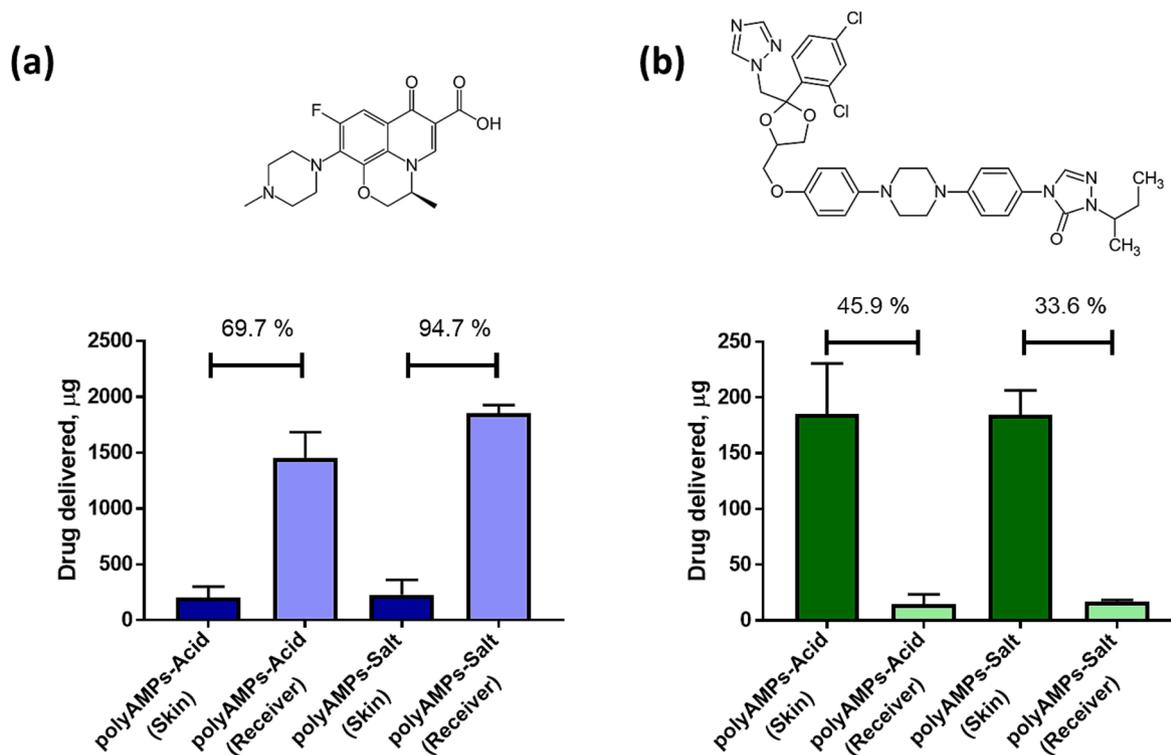 (a)
O
O
F
OH
N
N
N
O
69.7 %
94.7 %
2500
2000
1500
1000
500
0
Drug delivered, µg
polyAMPs-Acid
(Skin)
polyAMPs-Acid
(Receiver)
polyAMPs-Salt
(Skin)
polyAMPs-Salt
(Receiver)
(b)
N
N
N
Cl
Cl
O
O
O
N
N
N
N
N
O
CH3
CH3
45.9 %
33.6 %
250
200
150
100
50
0
Drug delivered, µg
polyAMPs-Acid
(Skin)
polyAMPs-Acid
(Receiver)
polyAMPs-Salt
(Skin)
polyAMPs-Salt
(Receiver)